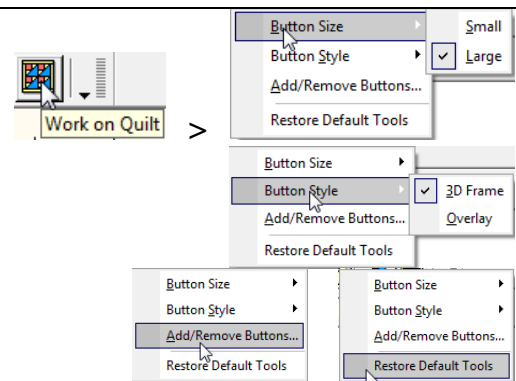 Button Size
Small
Button Style
Large
Add/Remove Buttons...
Restore Default Tools
Work on Quilt
>
Button Size
Button Style
3D Frame
Add/Remove Buttons...
Overlay
Restore Default Tools
Button Size
Button Style
Add/Remove Buttons...
Restore Default Tools
Button Size
Button Style
Add/Remove Buttons...
Restore Default Tools